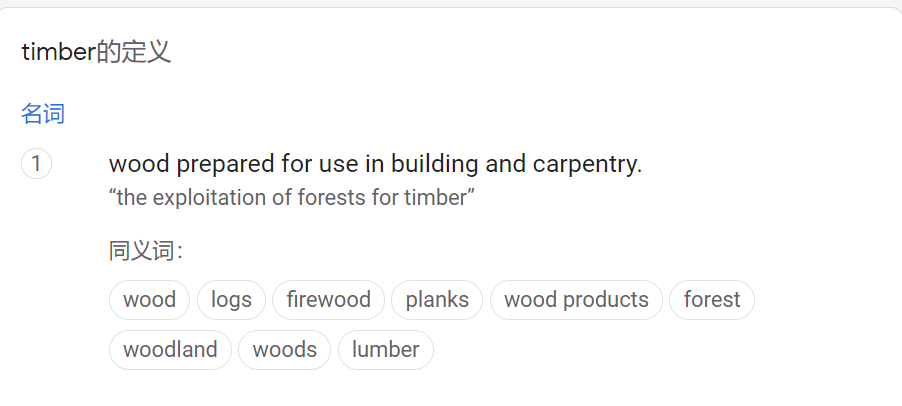 timber的定义
名词
1 wood prepared for use in building and carpentry.
“the exploitation of forests for timber”
同义词：
wood logs firewood planks wood products forest
woodland woods lumber